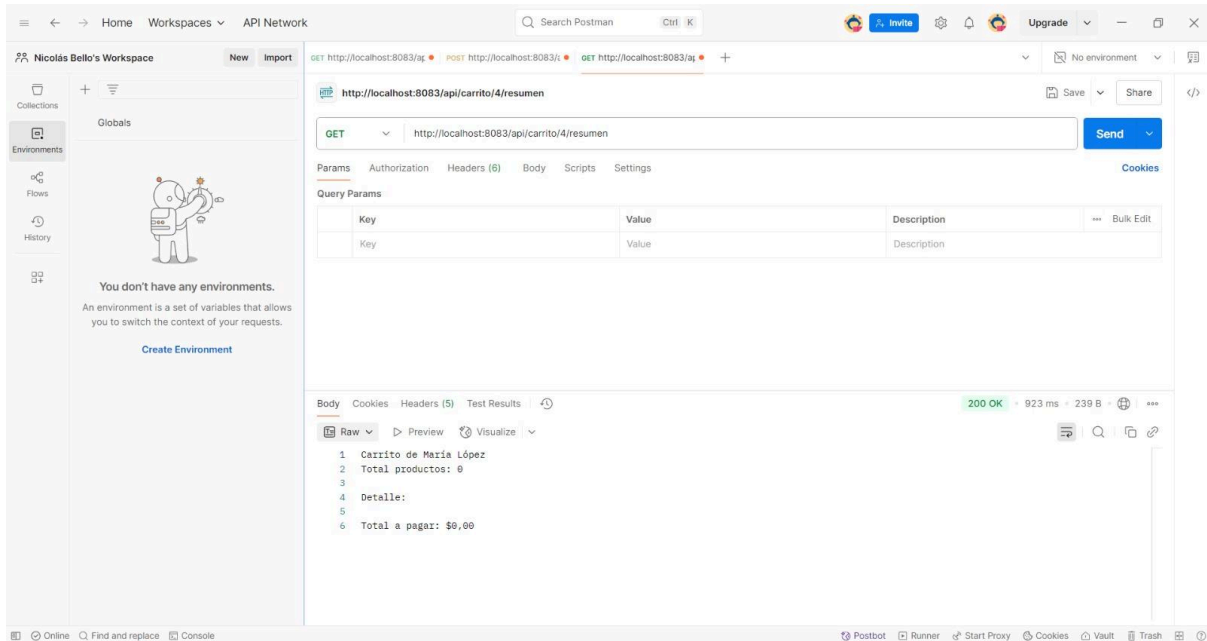 Home Workspaces API Network Search Postman Ctrl K Invite Upgrade
Nicolás Bello's Workspace New Import GET http://localhost:8083/ap POST http://localhost:8083/a GET http://localhost:8083/ap No environment
Collections
Environments
Flows
History
Globals
You don't have any environments.
An environment is a set of variables that allows
you to switch the context of your requests.
Create Environment
HTTP http://localhost:8083/api/carrito/4/resumen Save Share
GET http://localhost:8083/api/carrito/4/resumen Send
Params Authorization Headers (6) Body Scripts Settings Cookies
Query Params
Key Value Description Bulk Edit
Key Value Description
Body Cookies Headers (5) Test Results 200 OK 923 ms 239 B
Raw Preview Visualize
1 Carrito de María López
2 Total productos: 0
3
4 Detalle:
5
6 Total a pagar: $0,00
Online Find and replace Console Postbot Runner Start Proxy Cookies Vault Trash